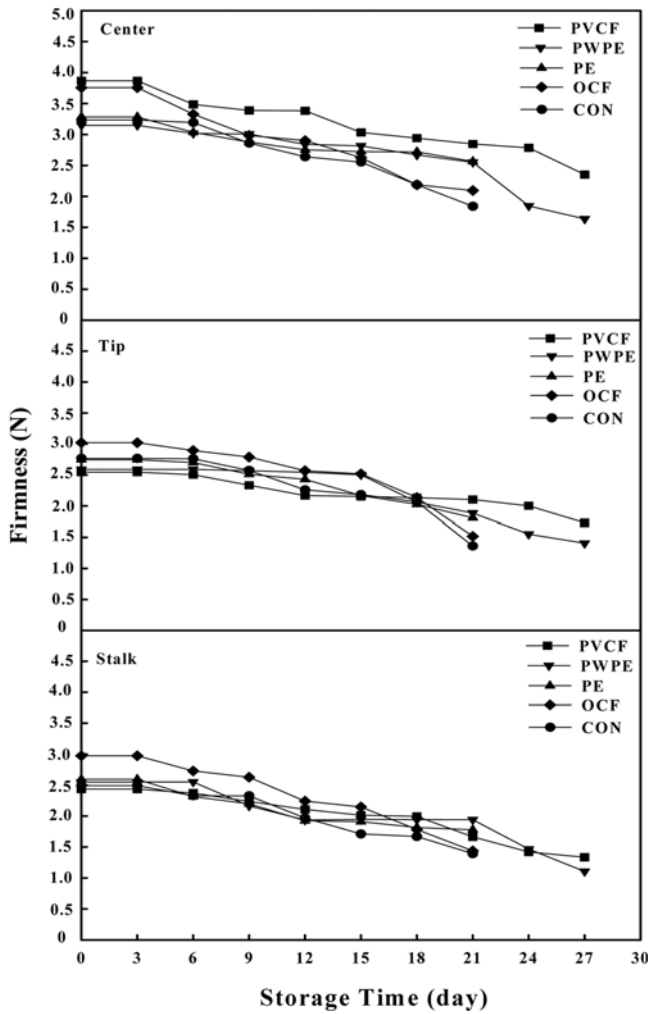 Center
PVCF
PWPE
PE
OCF
CON
5.0
4.5
4.0
3.5
3.0
2.5
2.0
1.5
1.0
0.5
0
Tip
PVCF
PWPE
PE
OCF
CON
4.5
4.0
3.5
3.0
2.5
2.0
1.5
1.0
0.5
0
Firmness (N)
Stalk
PVCF
PWPE
PE
OCF
CON
4.5
4.0
3.5
3.0
2.5
2.0
1.5
1.0
0.5
0
0 3 6 9 12 15 18 21 24 27 30
Storage Time (day)